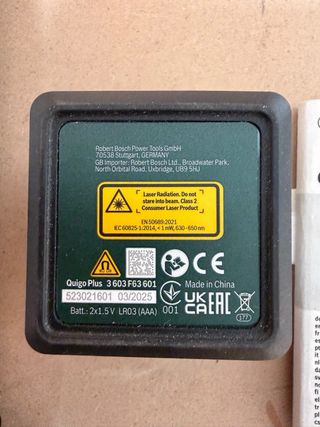 Robert Bosch Power Tools GmbH
70538 Stuttgart, GERMANY
GB Importer: Robert Bosch Ltd., Broadwater Park,
North Orbital Road, Uxbridge, UB9 5HJ
Laser Radiation. Do not
stare into beam. Class 2
Consumer Laser Product
EN 50689:2021
IEC 60825-1:2014, < 1 mW, 630 - 650 nm
CE
Quigo Plus 3 603 F63 601
Made in China
523021601 03/2025
001 UKCA EAC
Batt.: 2x1.5 V LR03 (AAA)